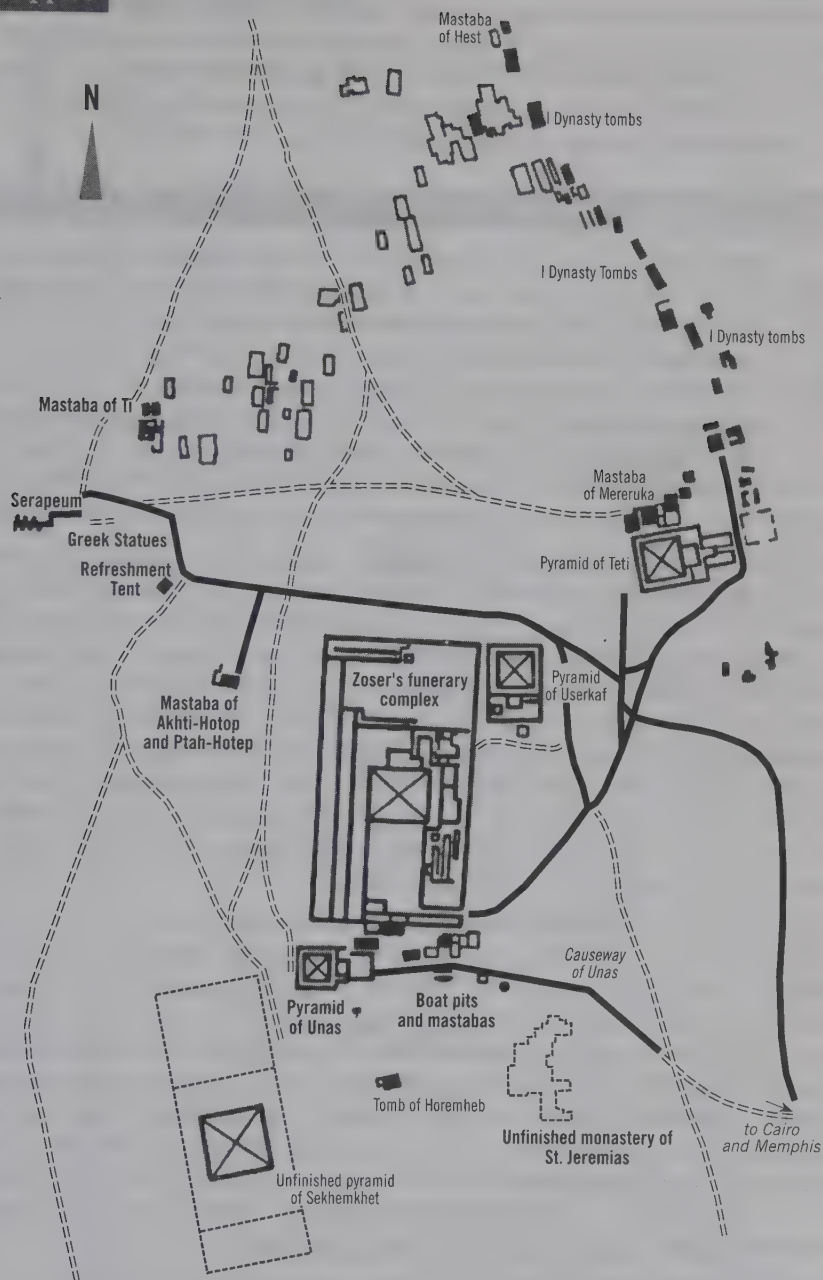 Mastaba
of Hest
N
I Dynasty tombs
I Dynasty Tombs
I Dynasty tombs
Mastaba of Ti
Mastaba
of Mereruka
Serapeum
Greek Statues
Pyramid of Teti
Refreshment
Tent
Zoser's funerary
complex
Pyramid
of Userkaf
Mastaba of
Akhti-Hotop
and Ptah-Hotep
Causeway
of Unas
Pyramid
of Unas
Boat pits
and mastabas
Tomb of Horemheb
Unfinished monastery of
St. Jeremias
to Cairo
and Memphis
Unfinished pyramid
of Sekhemkhet